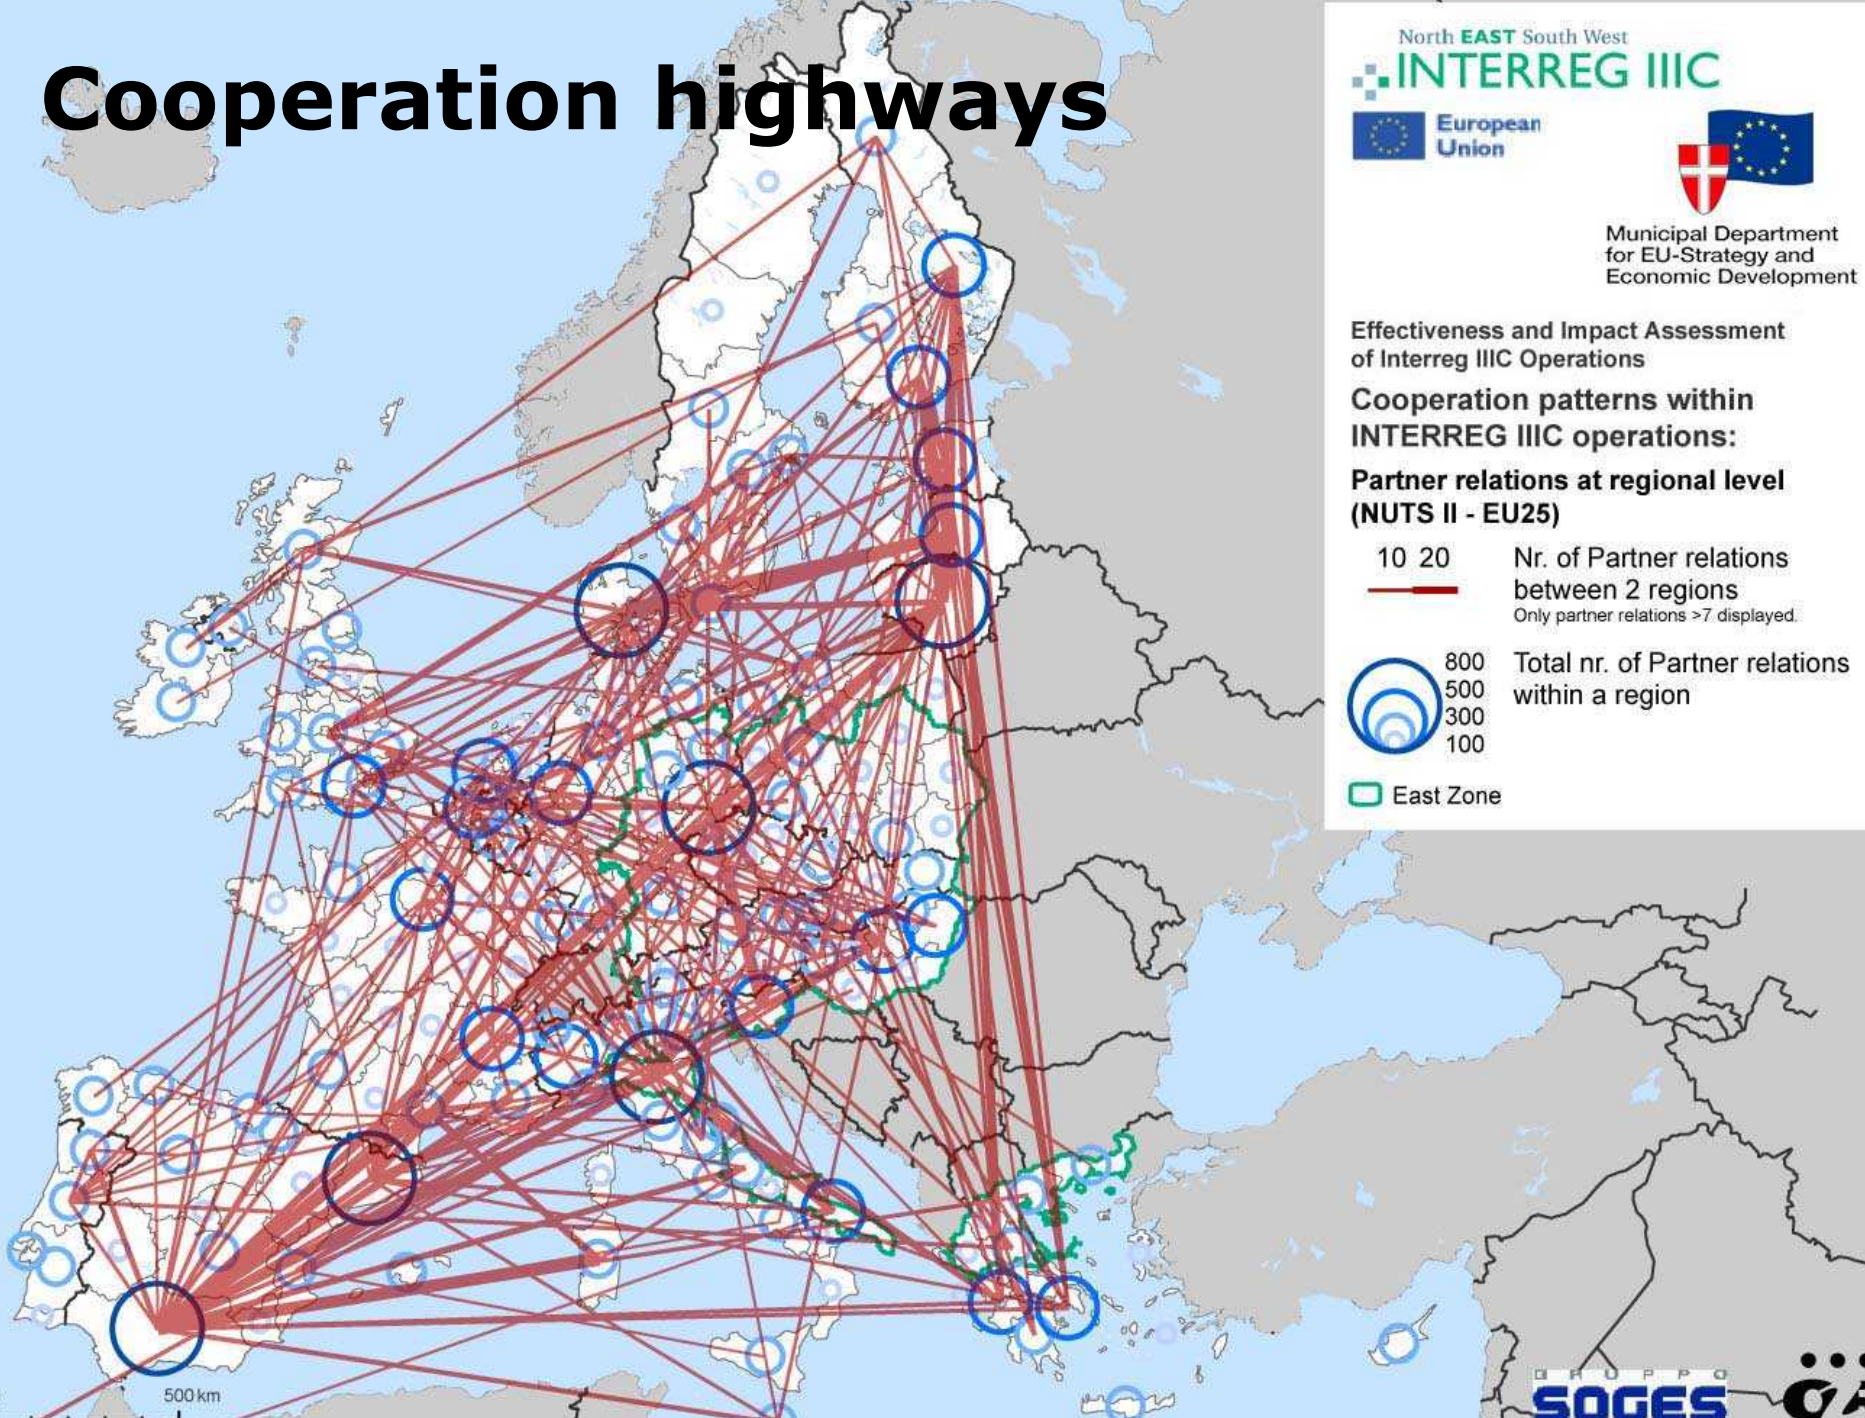 Cooperation highways
North EAST South West
INTERREG IIIC
European
Union
Municipal Department
for EU-Strategy and
Economic Development
Effectiveness and Impact Assessment
of Interreg IIIC Operations
Cooperation patterns within
INTERREG IIIC operations:
Partner relations at regional level
(NUTS II - EU25)
10 20
Nr. of Partner relations
between 2 regions
Only partner relations >7 displayed.
800
500
300
100
Total nr. of Partner relations
within a region
East Zone
500 km
GRUPPO
SOGES